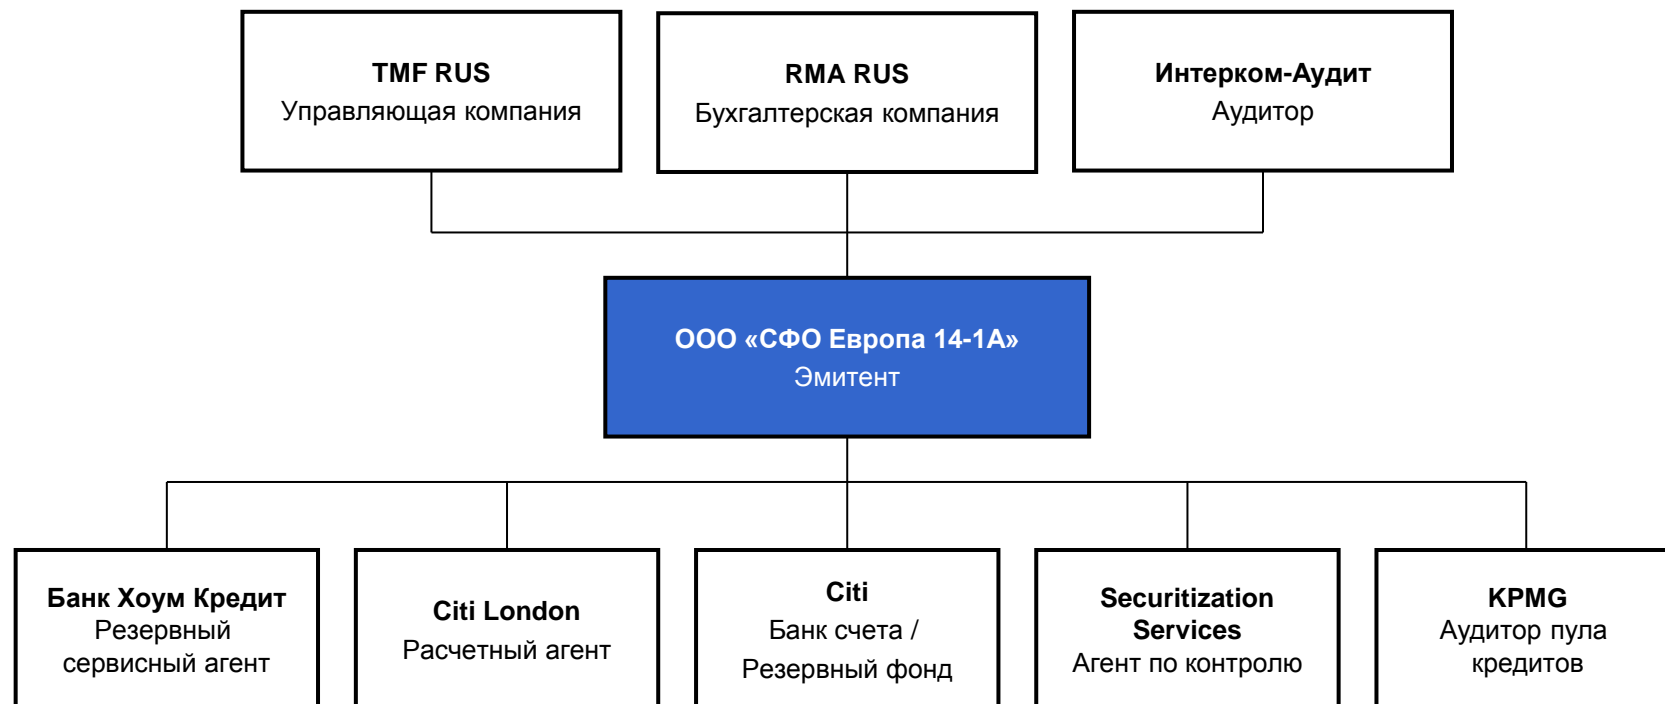 TMF RUS
Управляющая компания
RMA RUS
Бухгалтерская компания
Интерком-Аудит
Аудитор
ООО «СФО Европа 14-1А»
Эмитент
Банк Хоум Кредит
Резервный
сервисный агент
Citi London
Расчетный агент
Citi
Банк счета /
Резервный фонд
Securitization
Services
Агент по контролю
KPMG
Аудитор пула
кредитов